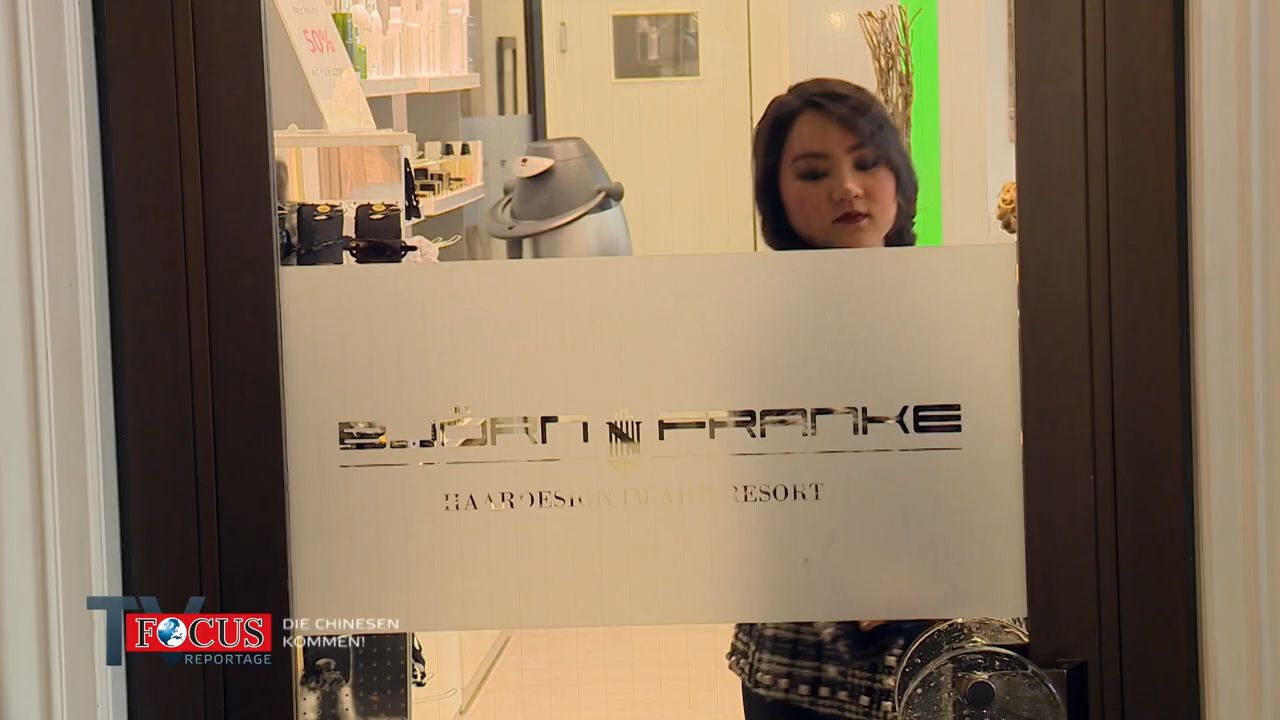 50%
BJÖRN FRANKE
HAARDESIGN IM RESORT
TV FOCUS
REPORTAGE
DIE CHINESEN
KOMMEN!